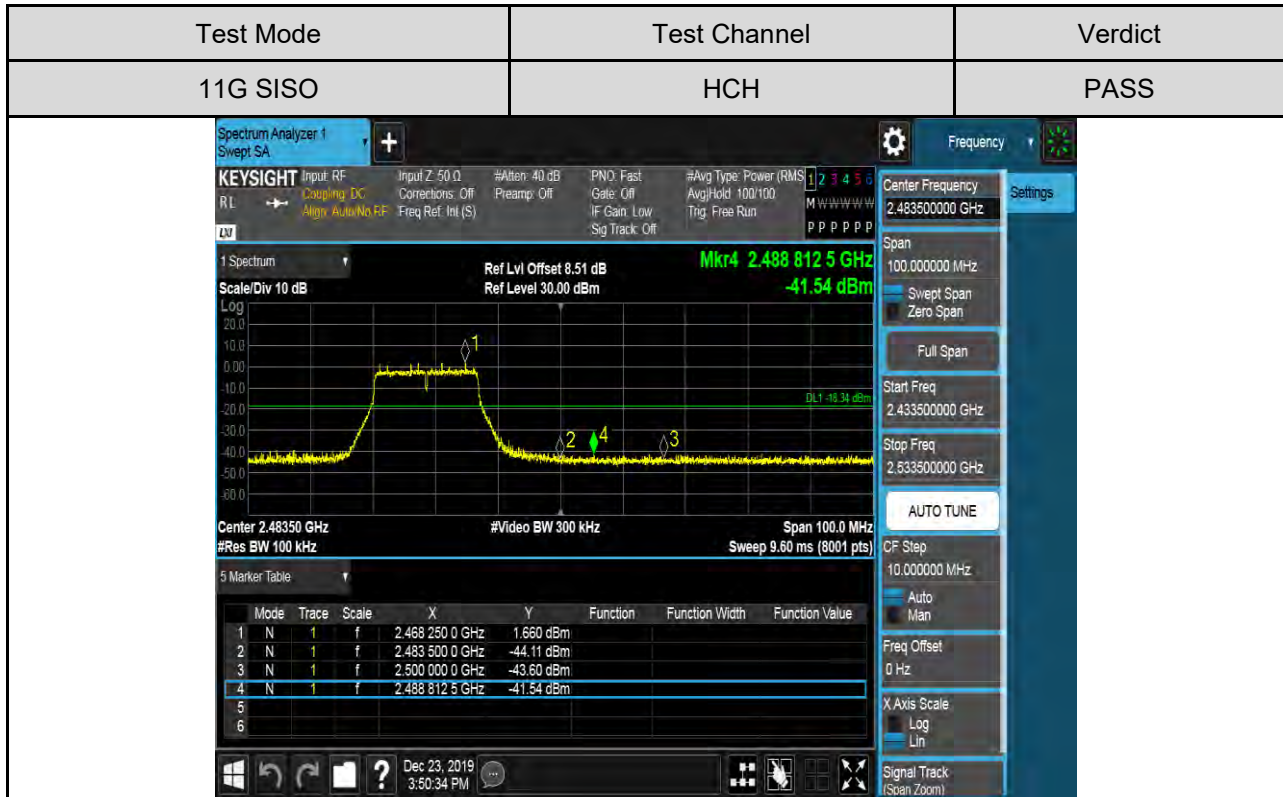 Test Mode Test Channel Verdict
11G SISO HCH PASS
Spectrum Analyzer 1
Swept SA
+
Frequency
KEYSIGHT Input: RF Input Z: 50 Ω #Atten: 40 dB PNO: Fast #Avg Type: Power (RMS 1 2 3 4 5 6
RL Coupling: DC Corrections: Off Preamp: Off Gate: Off Avg|Hold: 100/100 M W W W W W
Align: Auto/No RF Freq Ref: Int (S) IF Gain: Low Trig: Free Run
LXI Sig Track: Off P P P P P P
Center Frequency
2.483500000 GHz
Settings
1 Spectrum
Scale/Div 10 dB
Ref Lvl Offset 8.51 dB
Ref Level 30.00 dBm
Mkr4 2.488 812 5 GHz
-41.54 dBm
Log
20.0
10.0
0.00
-10.0
-20.0
-30.0
-40.0
-50.0
-60.0
1
2
4
3
DL1 -18.34 dBm
Center 2.48350 GHz #Video BW 300 kHz Span 100.0 MHz
#Res BW 100 kHz Sweep 9.60 ms (8001 pts)
Span
100.000000 MHz
Swept Span
Zero Span
Full Span
Start Freq
2.433500000 GHz
Stop Freq
2.533500000 GHz
AUTO TUNE
CF Step
10.000000 MHz
Auto
Man
Freq Offset
0 Hz
X Axis Scale
Log
Lin
Signal Track
(Span Zoom)
5 Marker Table
Mode Trace Scale X Y Function Function Width Function Value
1 N 1 f 2.468 250 0 GHz 1.660 dBm
2 N 1 f 2.483 500 0 GHz -44.11 dBm
3 N 1 f 2.500 000 0 GHz -43.60 dBm
4 N 1 f 2.488 812 5 GHz -41.54 dBm
5
6
?
Dec 23, 2019
3:50:34 PM